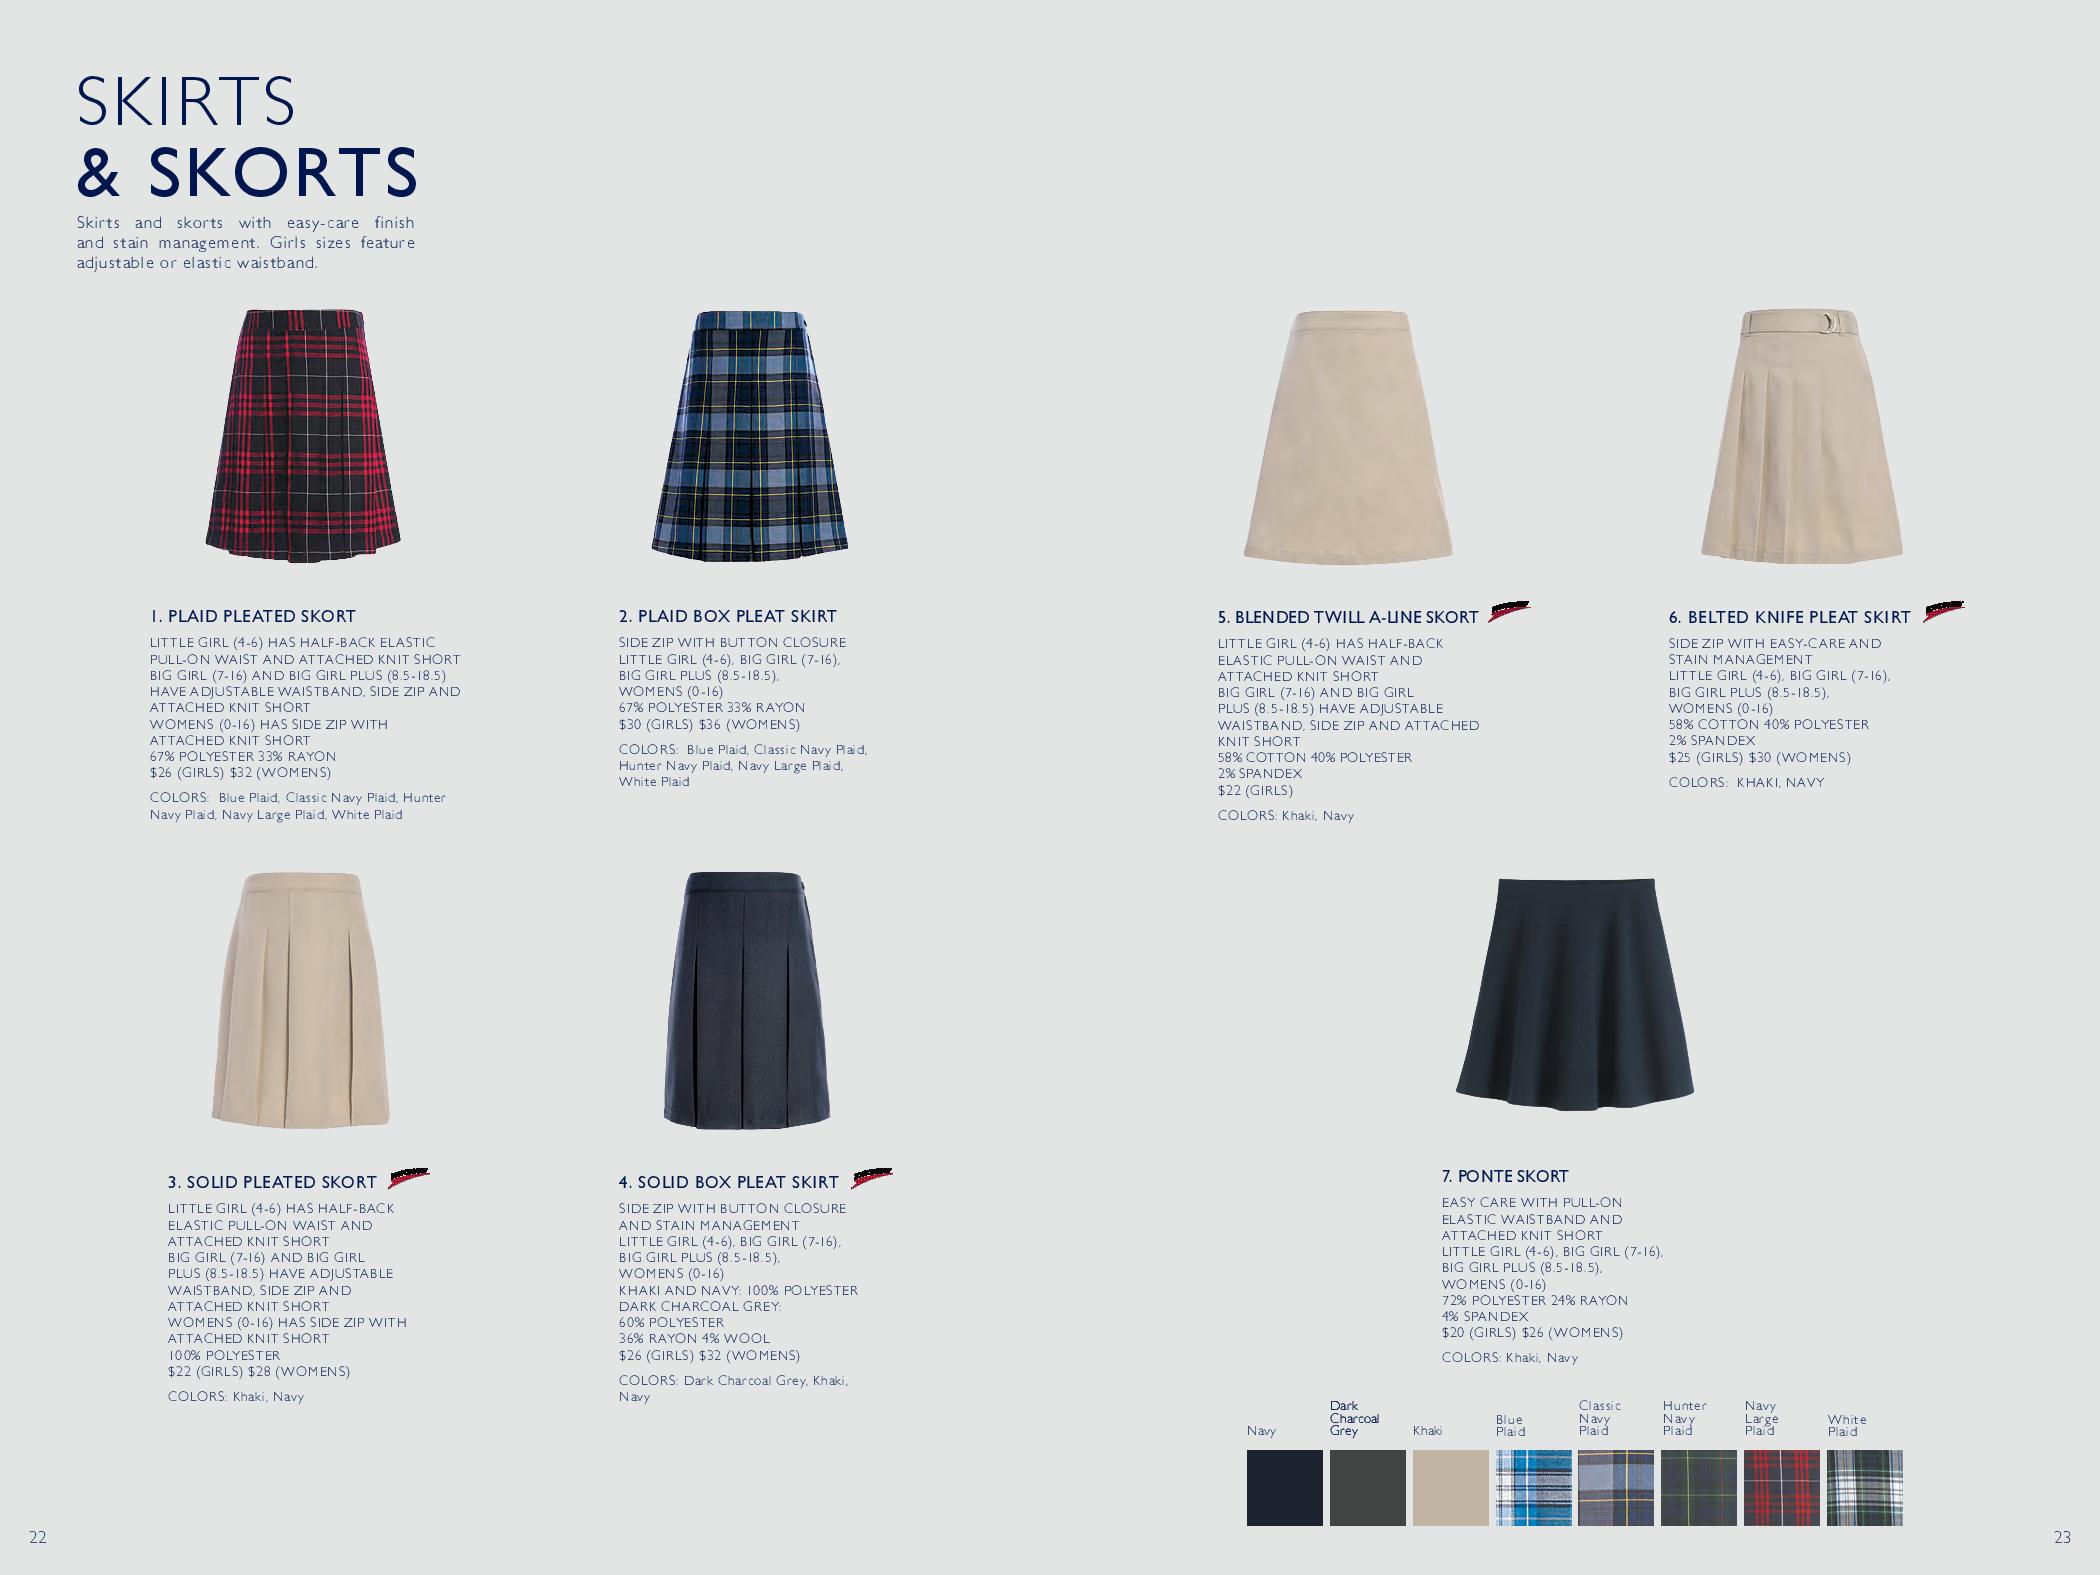 SKIRTS
& SKORTS
Skirts and skorts with easy-care finish
and stain management. Girls sizes feature
adjustable or elastic waistband.
1. PLAID PLEATED SKORT
LITTLE GIRL (4-6) HAS HALF-BACK ELASTIC
PULL-ON WAIST AND ATTACHED KNIT SHORT
BIG GIRL (7-16) AND BIG GIRL PLUS (8.5-18.5)
HAVE ADJUSTABLE WAISTBAND, SIDE ZIP AND
ATTACHED KNIT SHORT
WOMENS (0-16) HAS SIDE ZIP WITH
ATTACHED KNIT SHORT
67% POLYESTER 33% RAYON
$26 (GIRLS) $32 (WOMENS)
COLORS: Blue Plaid, Classic Navy Plaid, Hunter
Navy Plaid, Navy Large Plaid, White Plaid
2. PLAID BOX PLEAT SKIRT
SIDE ZIP WITH BUTTON CLOSURE
LITTLE GIRL (4-6), BIG GIRL (7-16),
BIG GIRL PLUS (8.5-18.5),
WOMENS (0-16)
67% POLYESTER 33% RAYON
$30 (GIRLS) $36 (WOMENS)
COLORS: Blue Plaid, Classic Navy Plaid,
Hunter Navy Plaid, Navy Large Plaid,
White Plaid
3. SOLID PLEATED SKORT
LITTLE GIRL (4-6) HAS HALF-BACK
ELASTIC PULL-ON WAIST AND
ATTACHED KNIT SHORT
BIG GIRL (7-16) AND BIG GIRL
PLUS (8.5-18.5) HAVE ADJUSTABLE
WAISTBAND, SIDE ZIP AND
ATTACHED KNIT SHORT
WOMENS (0-16) HAS SIDE ZIP WITH
ATTACHED KNIT SHORT
100% POLYESTER
$22 (GIRLS) $28 (WOMENS)
COLORS: Khaki, Navy
4. SOLID BOX PLEAT SKIRT
SIDE ZIP WITH BUTTON CLOSURE
AND STAIN MANAGEMENT
LITTLE GIRL (4-6), BIG GIRL (7-16),
BIG GIRL PLUS (8.5-18.5),
WOMENS (0-16)
KHAKI AND NAVY: 100% POLYESTER
DARK CHARCOAL GREY:
60% POLYESTER
36% RAYON 4% WOOL
$26 (GIRLS) $32 (WOMENS)
COLORS: Dark Charcoal Grey, Khaki,
Navy
5. BLENDED TWILL A-LINE SKORT
LITTLE GIRL (4-6) HAS HALF-BACK
ELASTIC PULL-ON WAIST AND
ATTACHED KNIT SHORT
BIG GIRL (7-16) AND BIG GIRL
PLUS (8.5-18.5) HAVE ADJUSTABLE
WAISTBAND, SIDE ZIP AND ATTACHED
KNIT SHORT
58% COTTON 40% POLYESTER
2% SPANDEX
$22 (GIRLS)
COLORS: Khaki, Navy
6. BELTED KNIFE PLEAT SKIRT
SIDE ZIP WITH EASY-CARE AND
STAIN MANAGEMENT
LITTLE GIRL (4-6), BIG GIRL (7-16),
BIG GIRL PLUS (8.5-18.5),
WOMENS (0-16)
58% COTTON 40% POLYESTER
2% SPANDEX
$25 (GIRLS) $30 (WOMENS)
COLORS: KHAKI, NAVY
7. PONTE SKORT
EASY CARE WITH PULL-ON
ELASTIC WAISTBAND AND
ATTACHED KNIT SHORT
LITTLE GIRL (4-6), BIG GIRL (7-16),
BIG GIRL PLUS (8.5-18.5),
WOMENS (0-16)
72% POLYESTER 24% RAYON
4% SPANDEX
$20 (GIRLS) $26 (WOMENS)
COLORS: Khaki, Navy
Navy
Dark
Charcoal
Grey
Khaki
Blue
Plaid
Classic
Navy
Plaid
Hunter
Navy
Plaid
Navy
Large
Plaid
White
Plaid
22
23